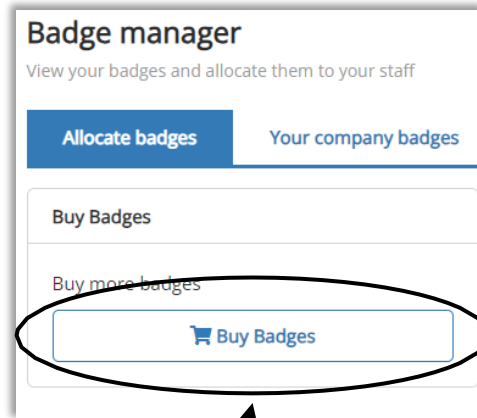 Badge manager
View your badges and allocate them to your staff
Allocate badges
Your company badges
Buy Badges
Buy more badges
Buy Badges